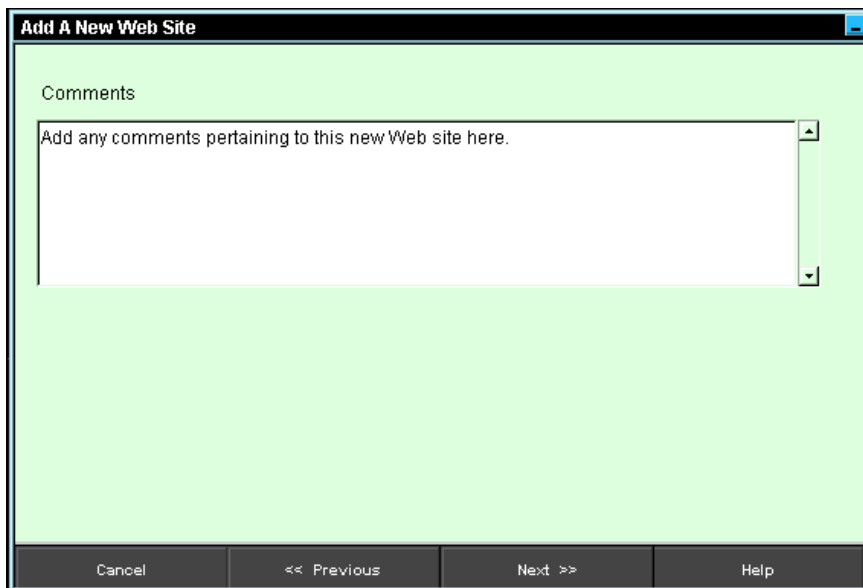 Add A New Web Site
Comments
Add any comments pertaining to this new Web site here.
Cancel
<< Previous
Next >>
Help